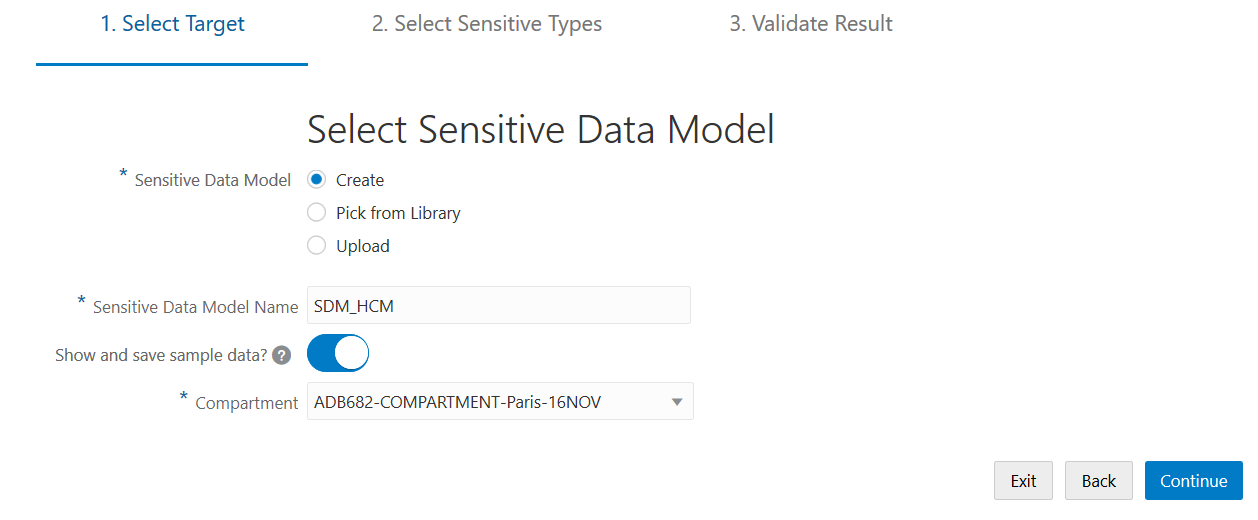 1. Select Target 2. Select Sensitive Types 3. Validate Result
Select Sensitive Data Model
* Sensitive Data Model Create
Pick from Library
Upload
* Sensitive Data Model Name SDM_HCM
Show and save sample data? ?
* Compartment ADB682-COMPARTMENT-Paris-16NOV
Exit Back Continue